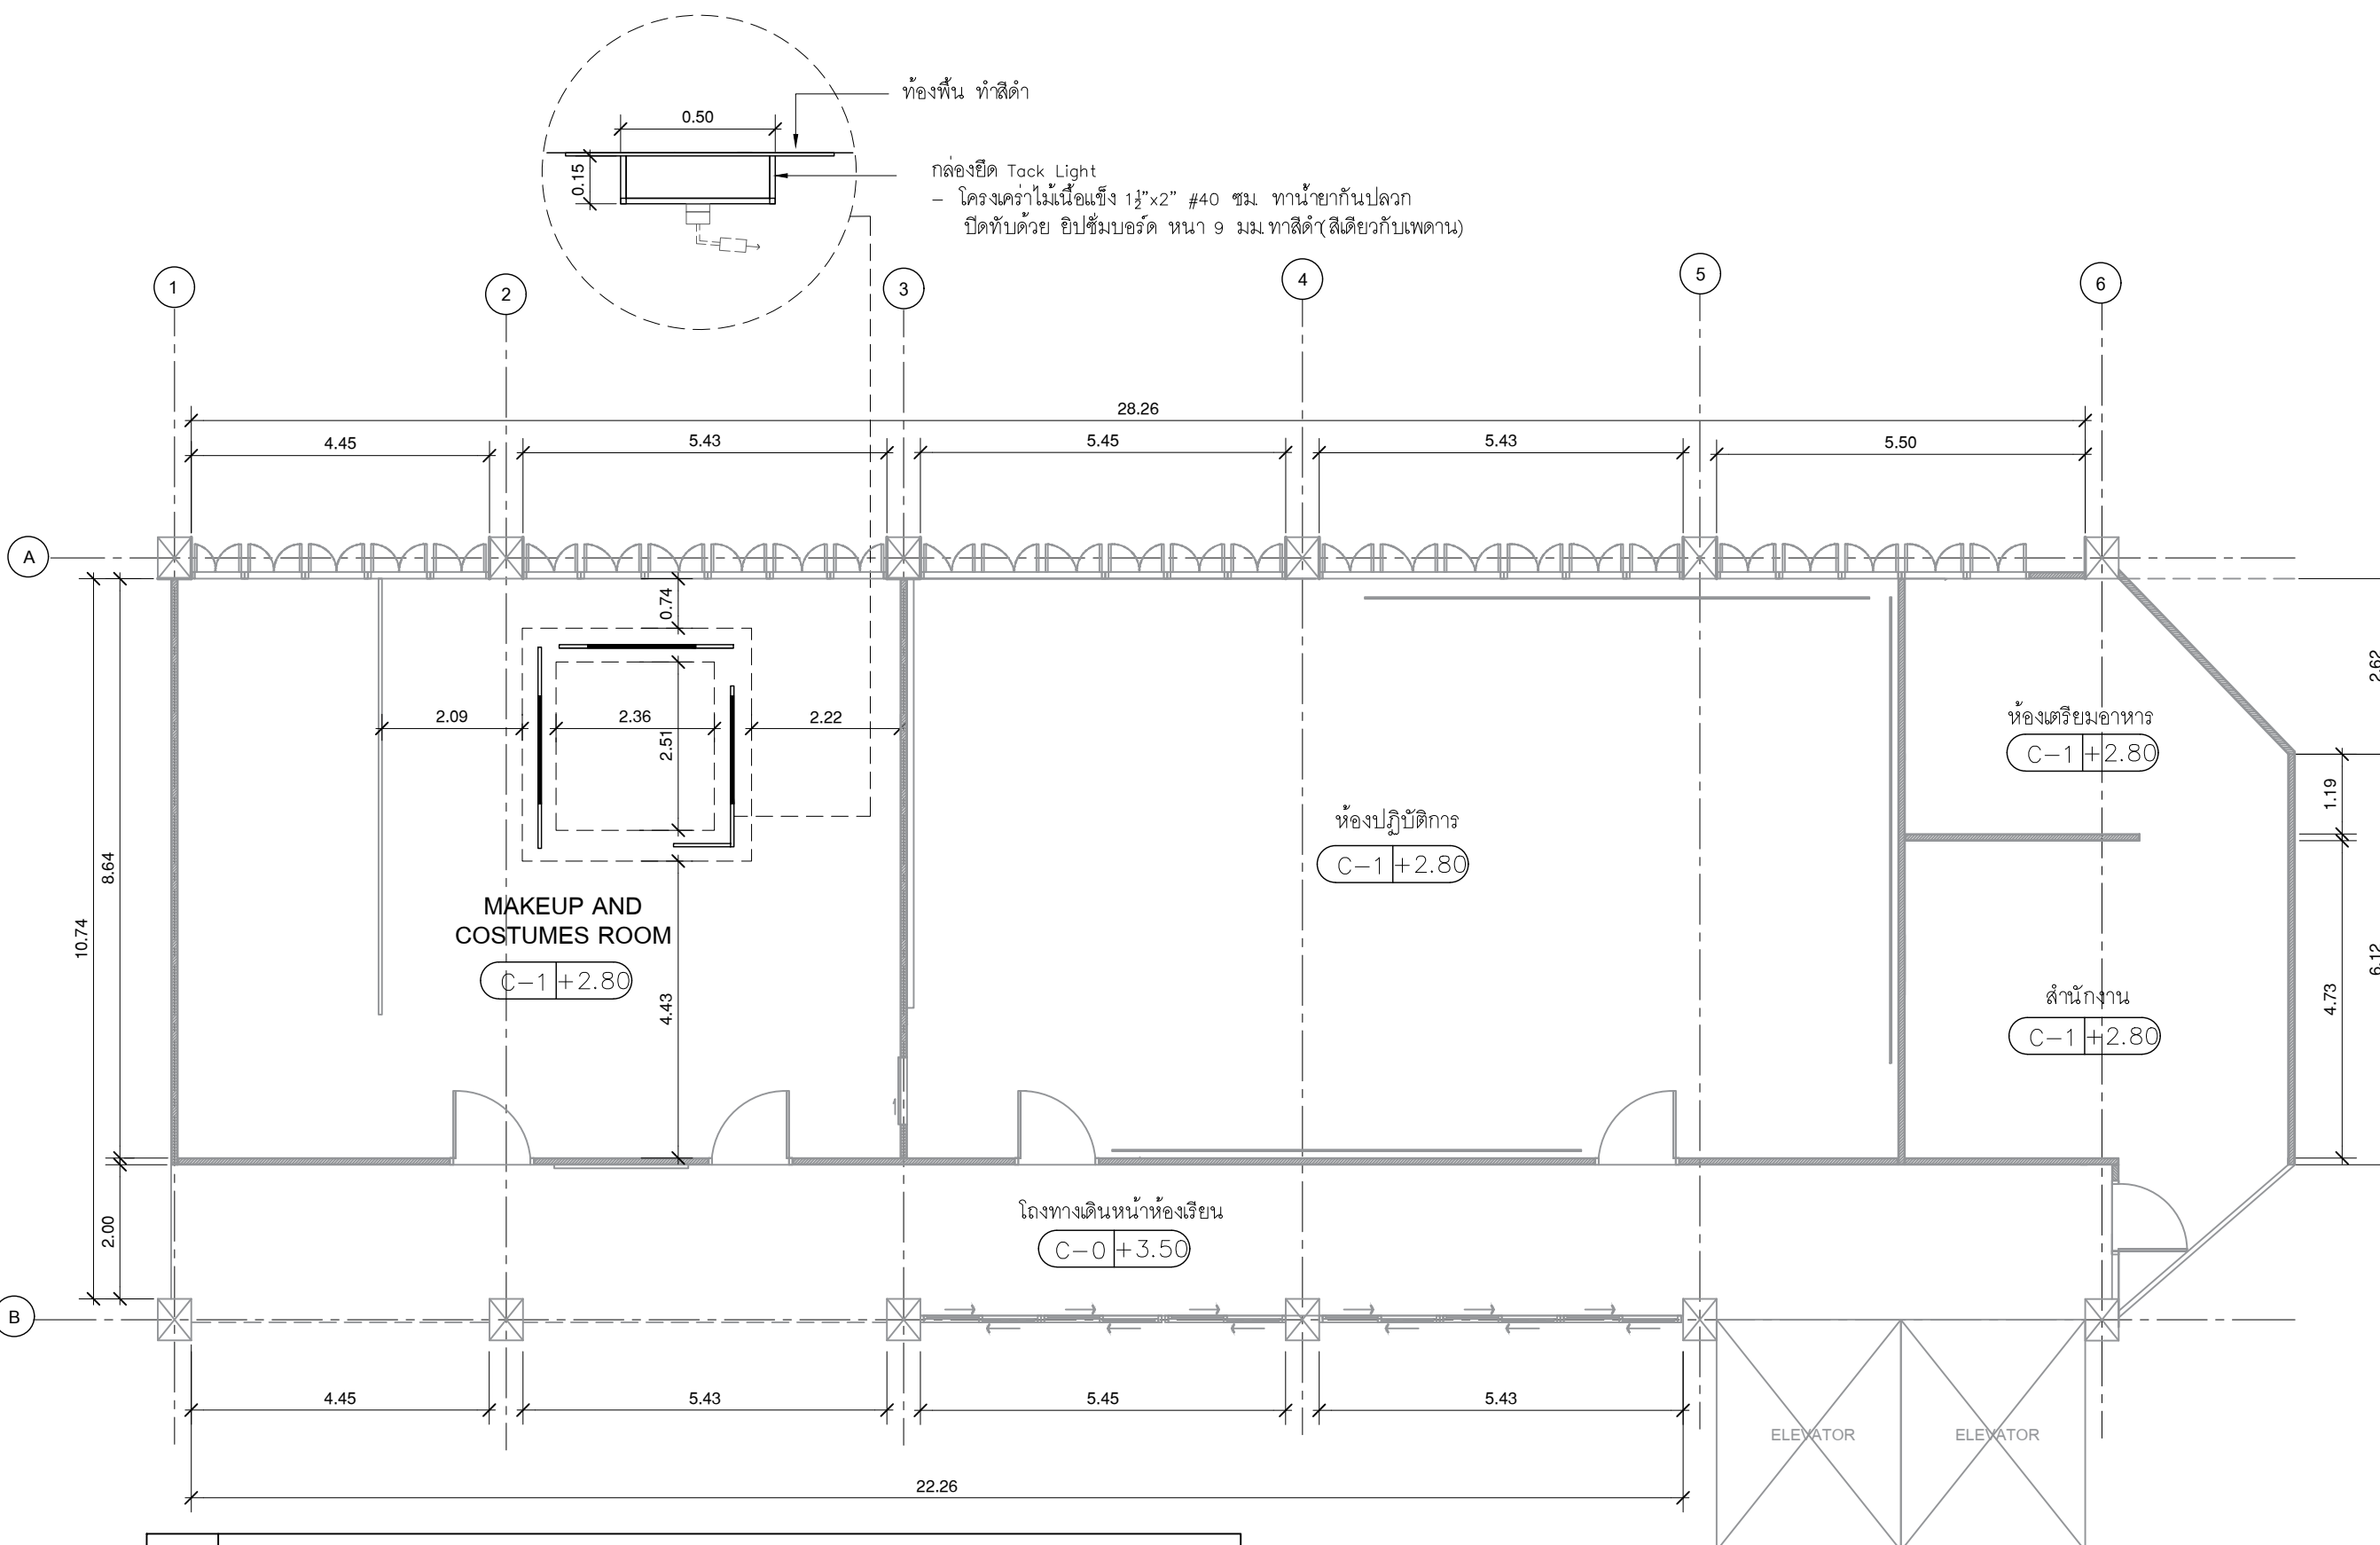 ท้องพื้น ทำสีดำ
0.50
0.15
กล่องยึด Tack Light
- โครงเคร่าไม้เนื้อแข็ง 1½"x2" #40 ซม. ทาน้ำยากันปลวก
ปิดทับด้วย ยิปซั่มบอร์ด หนา 9 มม.ทาสีดำ(สีเดียวกับเพดาน)
1
2
3
4
5
6
28.26
4.45
5.43
5.45
5.43
5.50
A
0.74
2.62
2.09
2.36
2.22
2.51
ห้องเตรียมอาหาร
C-1 +2.80
1.19
ห้องปฏิบัติการ
C-1 +2.80
8.64
10.74
MAKEUP AND
COSTUMES ROOM
C-1 +2.80
4.43
สำนักงาน
C-1 +2.80
4.73
6.12
2.00
โถงทางเดินหน้าห้องเรียน
C-0 +3.50
B
4.45
5.43
5.45
5.43
ELEVATOR
ELEVATOR
22.26